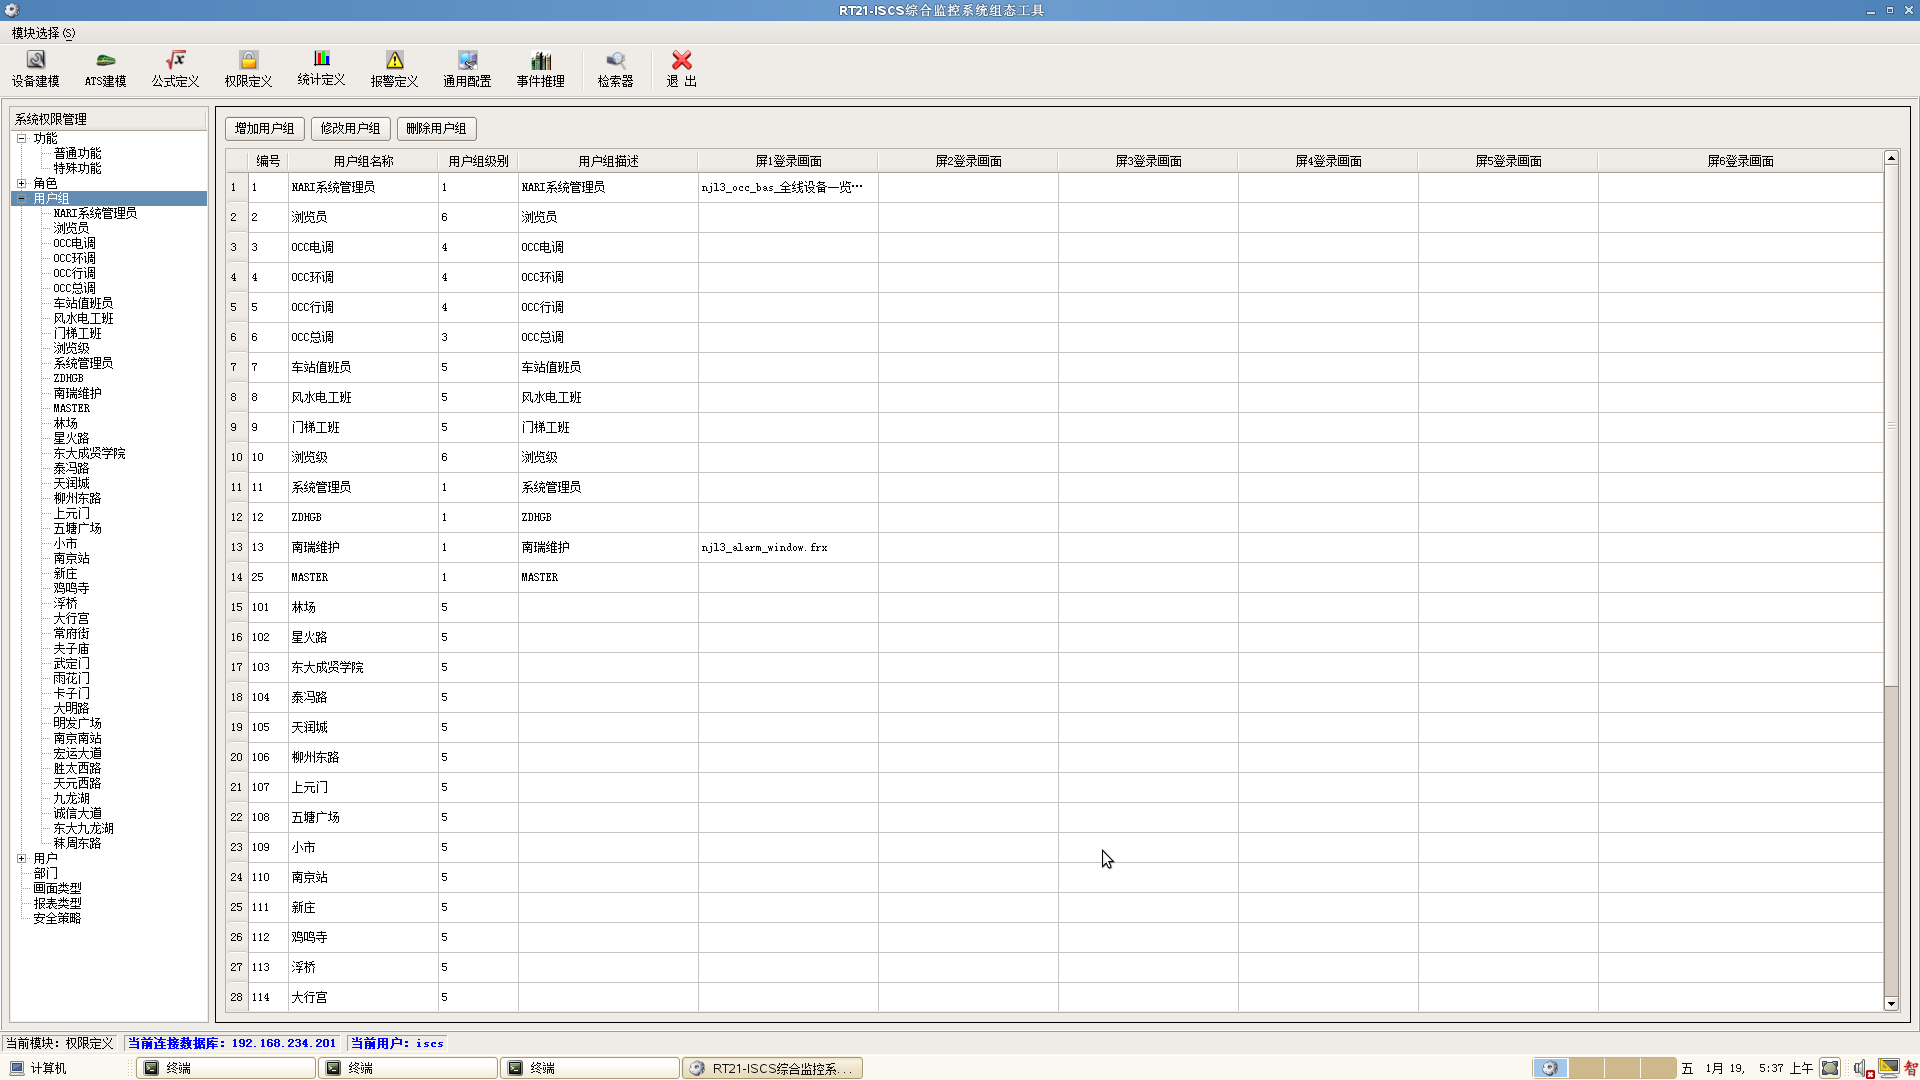 RT21-ISCS综合监控系统组态工具
模块选择 (S)
设备建模 ATS建模 公式定义 权限定义 统计定义 报警定义 通用配置 事件推理 检索器 退 出
系统权限管理
功能
普通功能
特殊功能
角色
用户组
NARI系统管理员
浏览员
OCC电调
OCC环调
OCC行调
OCC总调
车站值班员
风水电工班
门梯工班
浏览级
系统管理员
ZDHGB
南瑞维护
MASTER
林场
星火路
东大成贤学院
泰冯路
天润城
柳州东路
上元门
五塘广场
小市
南京站
新庄
鸡鸣寺
浮桥
大行宫
常府街
夫子庙
武定门
雨花门
卡子门
大明路
明发广场
南京南站
宏运大道
胜太西路
天元西路
九龙湖
诚信大道
东大九龙湖
秣周东路
用户
部门
画面类型
报表类型
安全策略
增加用户组 修改用户组 删除用户组
编号 用户组名称 用户组级别 用户组描述 屏1登录画面 屏2登录画面 屏3登录画面 屏4登录画面 屏5登录画面 屏6登录画面
1 1 NARI系统管理员 1 NARI系统管理员 njl3_occ_bas_全线设备一览…
2 2 浏览员 6 浏览员
3 3 OCC电调 4 OCC电调
4 4 OCC环调 4 OCC环调
5 5 OCC行调 4 OCC行调
6 6 OCC总调 3 OCC总调
7 7 车站值班员 5 车站值班员
8 8 风水电工班 5 风水电工班
9 9 门梯工班 5 门梯工班
10 10 浏览级 6 浏览级
11 11 系统管理员 1 系统管理员
12 12 ZDHGB 1 ZDHGB
13 13 南瑞维护 1 南瑞维护 njl3_alarm_window.frx
14 25 MASTER 1 MASTER
15 101 林场 5
16 102 星火路 5
17 103 东大成贤学院 5
18 104 泰冯路 5
19 105 天润城 5
20 106 柳州东路 5
21 107 上元门 5
22 108 五塘广场 5
23 109 小市 5
24 110 南京站 5
25 111 新庄 5
26 112 鸡鸣寺 5
27 113 浮桥 5
28 114 大行宫 5
当前模块: 权限定义 当前连接数据库: 192.168.234.201 当前用户: iscs
计算机 终端 终端 终端 RT21-ISCS综合监控系... 五 1月 19, 5:37 上午 智